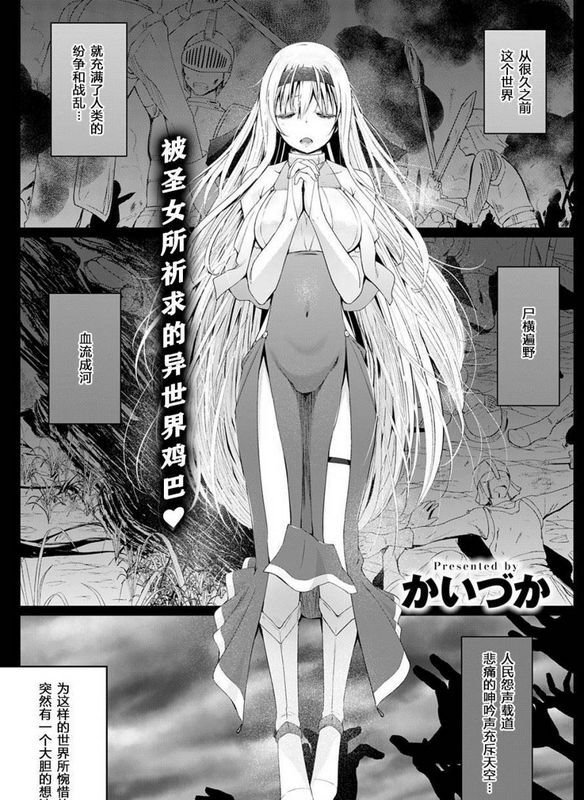 从很久之前
这个世界
就充满了人类的
纷争和战乱…
被圣女所祈求的异世界鸡巴♥
尸横遍野
血流成河
Presented by
かいづか
人民怨声载道
悲痛的呻吟声充斥天空…
为这样的世界所惋惜
突然有一个大胆的想